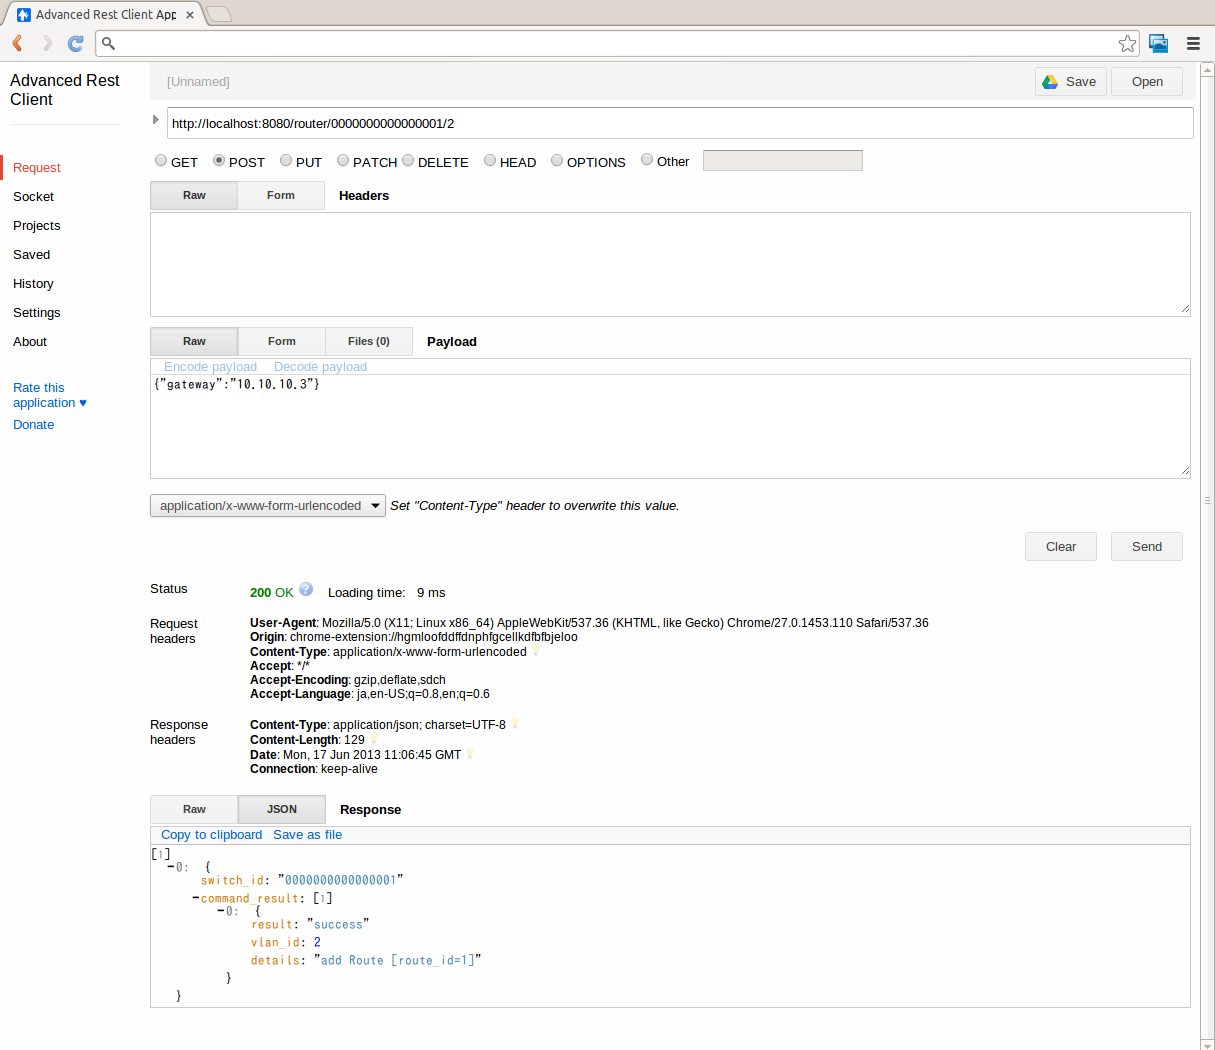 Advanced Rest Client App
Advanced Rest
Client
[Unnamed]
Save
Open
http://localhost:8080/router/0000000000000001/2
GET POST PUT PATCH DELETE HEAD OPTIONS Other
Raw Form Headers
Request
Socket
Projects
Saved
History
Settings
About
Rate this
application ♥
Donate
Raw Form Files (0) Payload
Encode payload Decode payload
{"gateway":"10.10.10.3"}
application/x-www-form-urlencoded Set "Content-Type" header to overwrite this value.
Clear Send
Status 200 OK ? Loading time: 9 ms
Request
headers
User-Agent: Mozilla/5.0 (X11; Linux x86_64) AppleWebKit/537.36 (KHTML, like Gecko) Chrome/27.0.1453.110 Safari/537.36
Origin: chrome-extension://hgmloofddffdnphfgcellkdfbfbjeloo
Content-Type: application/x-www-form-urlencoded
Accept: */*
Accept-Encoding: gzip,deflate,sdch
Accept-Language: ja,en-US;q=0.8,en;q=0.6
Response
headers
Content-Type: application/json; charset=UTF-8
Content-Length: 129
Date: Mon, 17 Jun 2013 11:06:45 GMT
Connection: keep-alive
Raw JSON Response
Copy to clipboard Save as file
[1]
-0: {
switch_id: "0000000000000001"
-command_result: [1]
-0: {
result: "success"
vlan_id: 2
details: "add Route [route_id=1]"
}
}